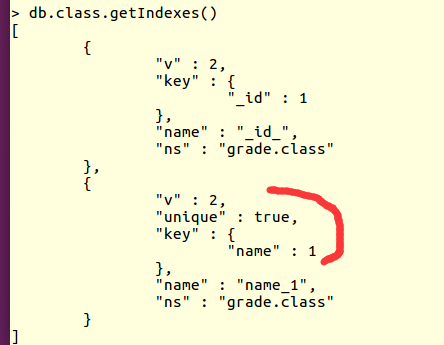 > db.class.getIndexes()
[
{
"v" : 2,
"key" : {
"_id" : 1
},
"name" : "_id_",
"ns" : "grade.class"
},
{
"v" : 2,
"unique" : true,
"key" : {
"name" : 1
},
"name" : "name_1",
"ns" : "grade.class"
}
]